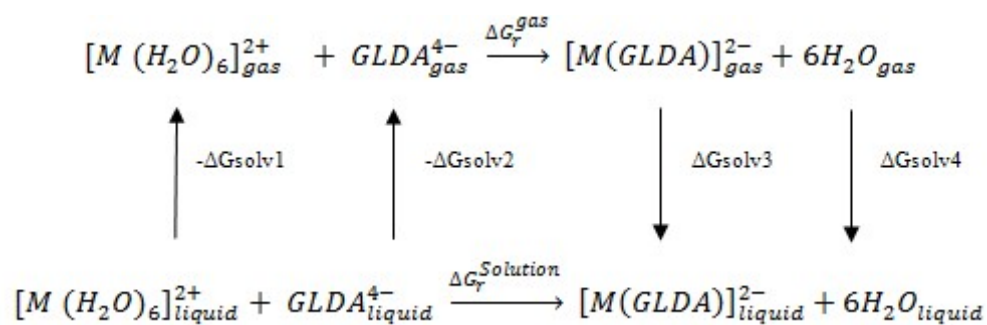 [M (H₂O)₆]²⁺gas + GLDA⁴⁻gas ΔGᵣᵍᵃˢ → [M(GLDA)]²⁻gas + 6H₂Ogas
-ΔGsolv1 -ΔGsolv2 ΔGsolv3 ΔGsolv4
[M (H₂O)₆]²⁺liquid + GLDA⁴⁻liquid ΔGᵣSolution → [M(GLDA)]²⁻liquid + 6H₂Oliquid